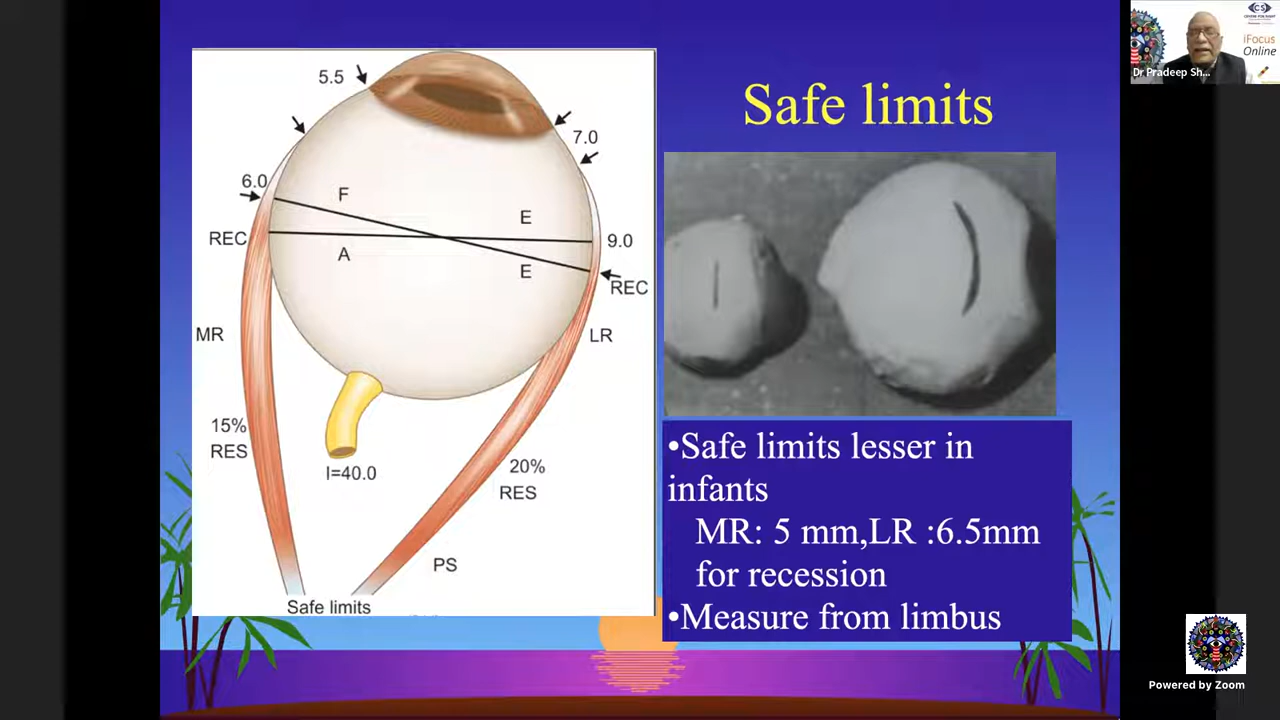 Safe limits
5.5
7.0
6.0
F
E
REC
9.0
A
E
REC
MR
LR
15%
RES
20%
RES
I=40.0
PS
Safe limits
•Safe limits lesser in
infants
MR: 5 mm,LR :6.5mm
for recession
•Measure from limbus
Dr Pradeep Sh...
CS
iFocus
Online
Powered by Zoom